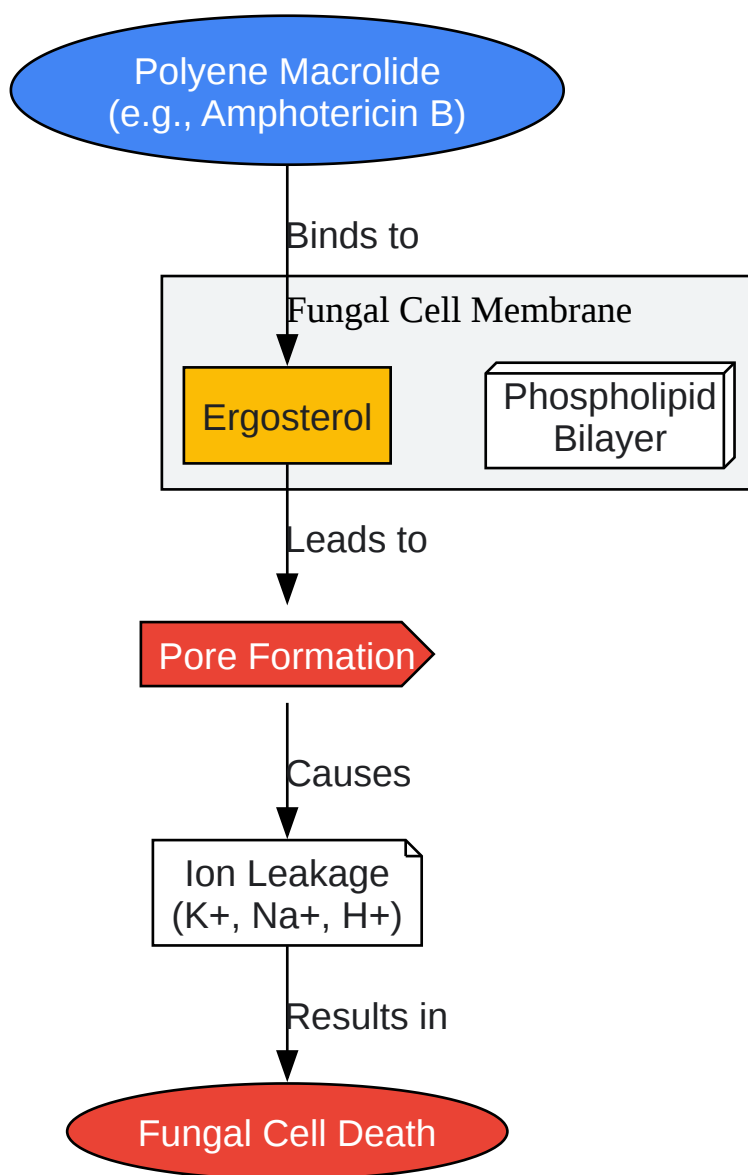 Polyene Macrolide
(e.g., Amphotericin B)
Binds to
Fungal Cell Membrane
Ergosterol
Phospholipid
Bilayer
Leads to
Pore Formation
Causes
Ion Leakage
(K+, Na+, H+)
Results in
Fungal Cell Death